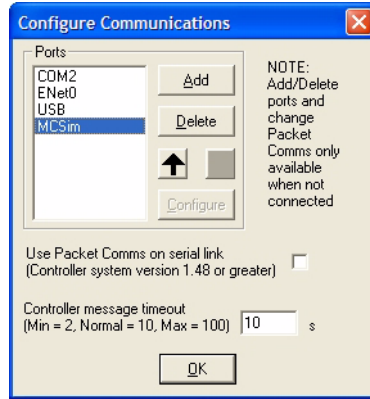 Configure Communications
Ports
COM2
ENet0
USB
MCSim
Add
Delete
Configure
NOTE:
Add/Delete
ports and
change
Packet
Comms only
available
when not
connected
Use Packet Comms on serial link
(Controller system version 1.48 or greater)
Controller message timeout
(Min = 2, Normal = 10, Max = 100) 10 s
OK